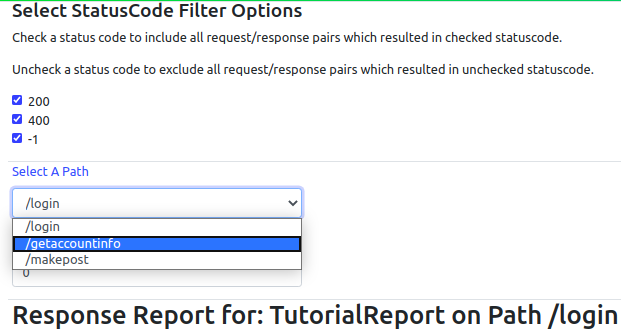 Select StatusCode Filter Options
Check a status code to include all request/response pairs which resulted in checked statuscode.
Uncheck a status code to exclude all request/response pairs which resulted in unchecked statuscode.
200
400
-1
Select A Path
/login
/login
/getaccountinfo
/makepost
0
Response Report for: TutorialReport on Path /login